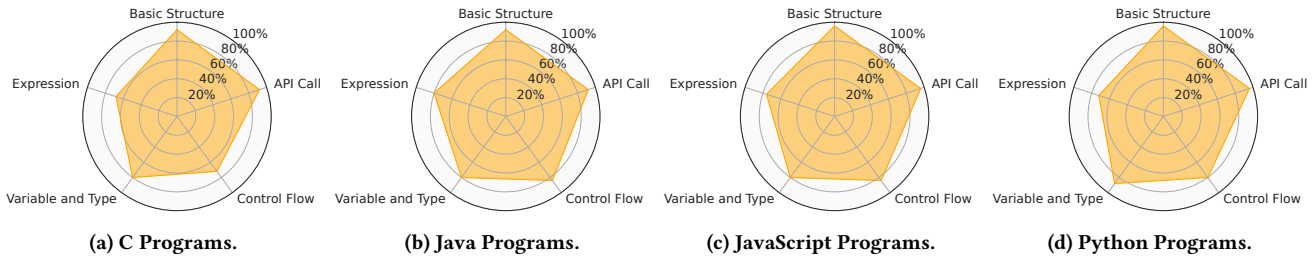 Basic Structure
100%
80%
60%
40%
20%
API Call
Expression
Variable and Type
Control Flow
(a) C Programs.
Basic Structure
100%
80%
60%
40%
20%
API Call
Expression
Variable and Type
Control Flow
(b) Java Programs.
Basic Structure
100%
80%
60%
40%
20%
API Call
Expression
Variable and Type
Control Flow
(c) JavaScript Programs.
Basic Structure
100%
80%
60%
40%
20%
API Call
Expression
Variable and Type
Control Flow
(d) Python Programs.